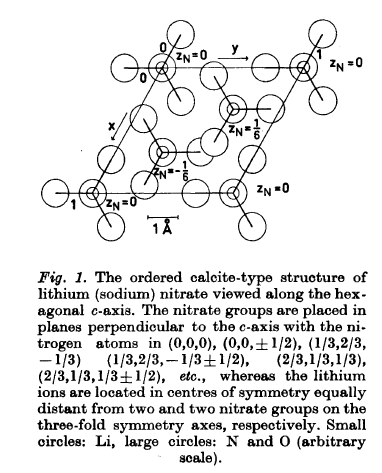 0
z_N=0
y
1
z_N=0
0
x
z_N=1/6
z_N=-1/6
z_N=0
1
z_N=0
1 Å
Fig. 1. The ordered calcite-type structure of
lithium (sodium) nitrate viewed along the hex-
agonal c-axis. The nitrate groups are placed in
planes perpendicular to the c-axis with the ni-
trogen atoms in (0,0,0), (0,0,±1/2), (1/3,2/3,
−1/3) (1/3,2/3,−1/3±1/2), (2/3,1/3,1/3),
(2/3,1/3,1/3±1/2), etc., whereas the lithium
ions are located in centres of symmetry equally
distant from two and two nitrate groups on the
three-fold symmetry axes, respectively. Small
circles: Li, large circles: N and O (arbitrary
scale).